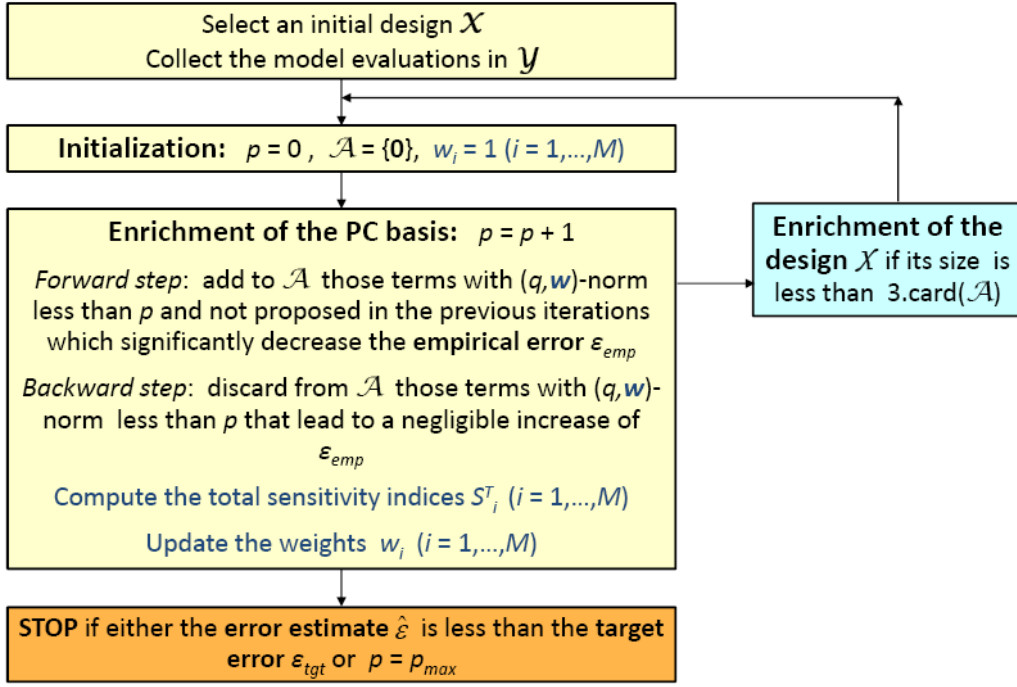 Select an initial design 𝒳
Collect the model evaluations in 𝒴
Initialization: p = 0 , 𝒜 = {0}, wᵢ = 1 (i = 1,...,M)
Enrichment of the PC basis: p = p + 1
Forward step: add to 𝒜 those terms with (q,w)-norm
less than p and not proposed in the previous iterations
which significantly decrease the empirical error ε_emp
Backward step: discard from 𝒜 those terms with (q,w)-
norm less than p that lead to a negligible increase of
ε_emp
Compute the total sensitivity indices Sᵀᵢ (i = 1,...,M)
Update the weights wᵢ (i = 1,...,M)
Enrichment of the
design 𝒳 if its size is
less than 3.card(𝒜)
STOP if either the error estimate ε̂ is less than the target
error ε_tgt or p = p_max